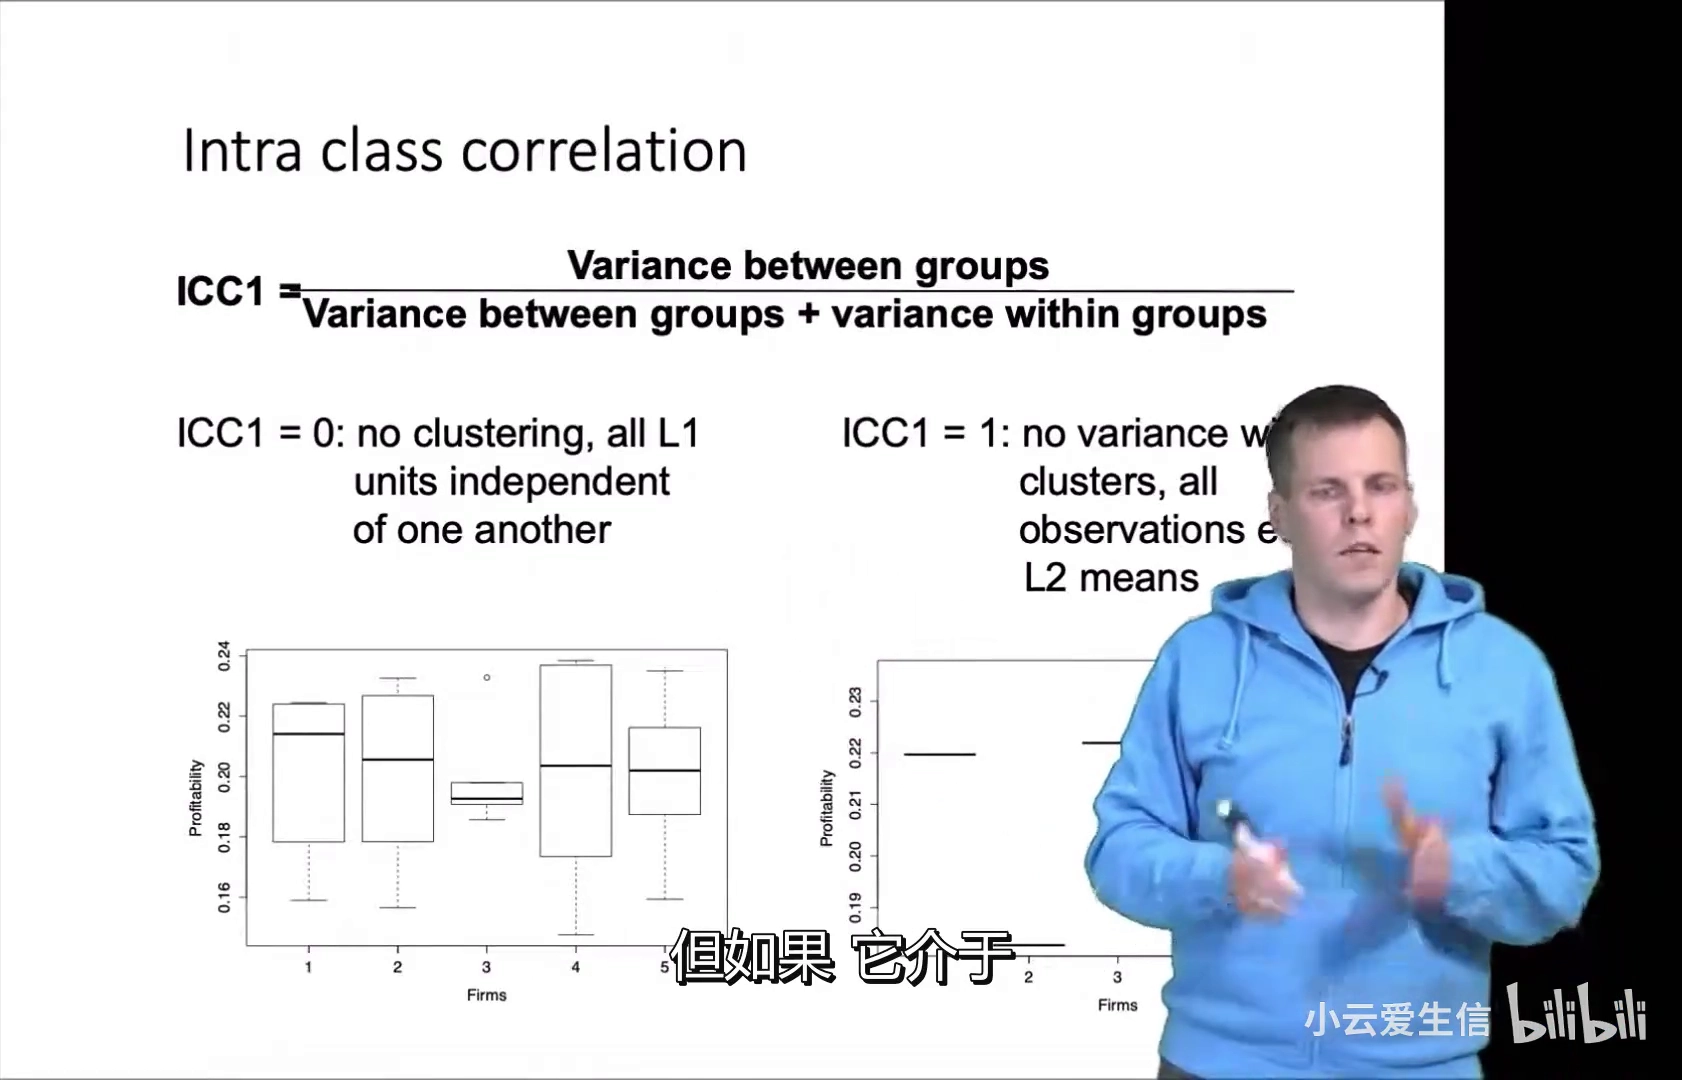 Intra class correlation
Variance between groups
ICC1 =
Variance between groups + variance within groups
ICC1 = 0: no clustering, all L1
units independent
of one another
ICC1 = 1: no variance
clusters, all
observations
L2 means
0.24
0.22
0.20
0.18
0.16
Profitability
1
2
3
4
5
Firms
0.23
0.22
0.21
0.20
0.19
Profitability
2
3
Firms
但如果 它介于
小云爱生信 bilibili